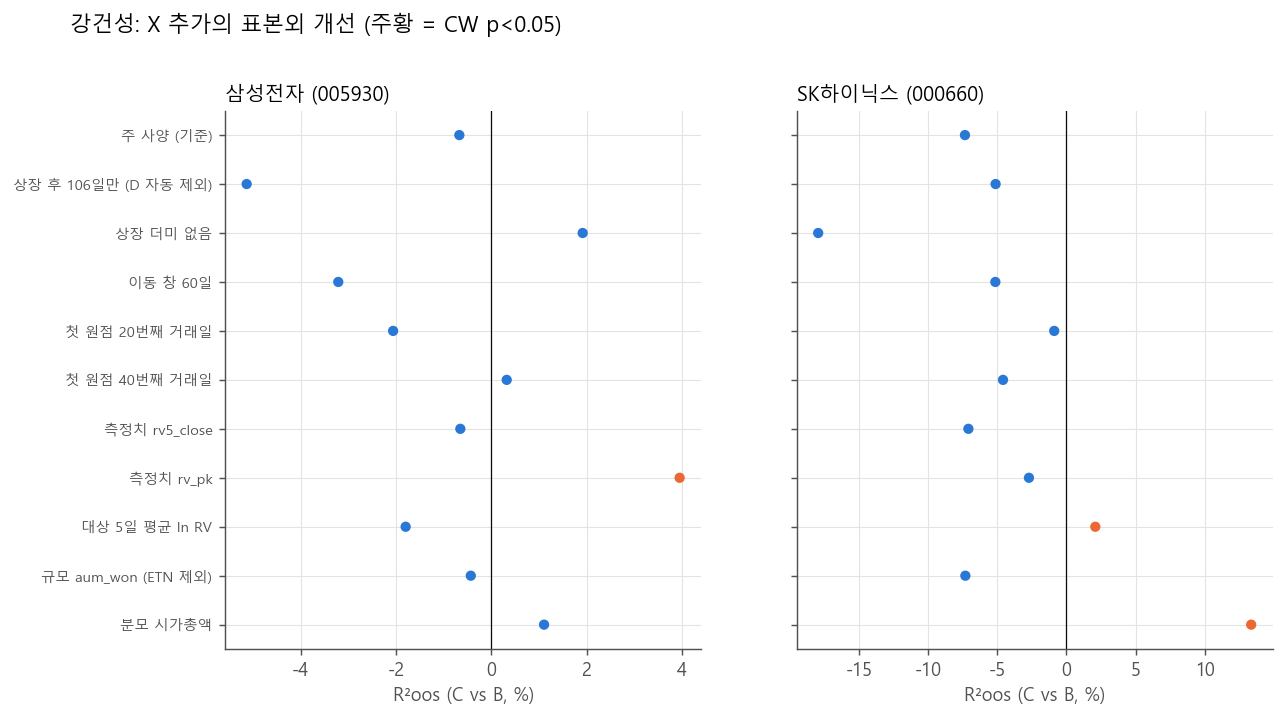 강건성: X 추가의 표본외 개선 (주황 = CW p<0.05)
삼성전자 (005930)
SK하이닉스 (000660)
주 사양 (기준)
상장 후 106일만 (D 자동 제외)
상장 더미 없음
이동 창 60일
첫 원점 20번째 거래일
첫 원점 40번째 거래일
측정치 rv5_close
측정치 rv_pk
대상 5일 평균 ln RV
규모 aum_won (ETN 제외)
분모 시가총액
-4 -2 0 2 4
-15 -10 -5 0 5 10
R²oos (C vs B, %)
R²oos (C vs B, %)